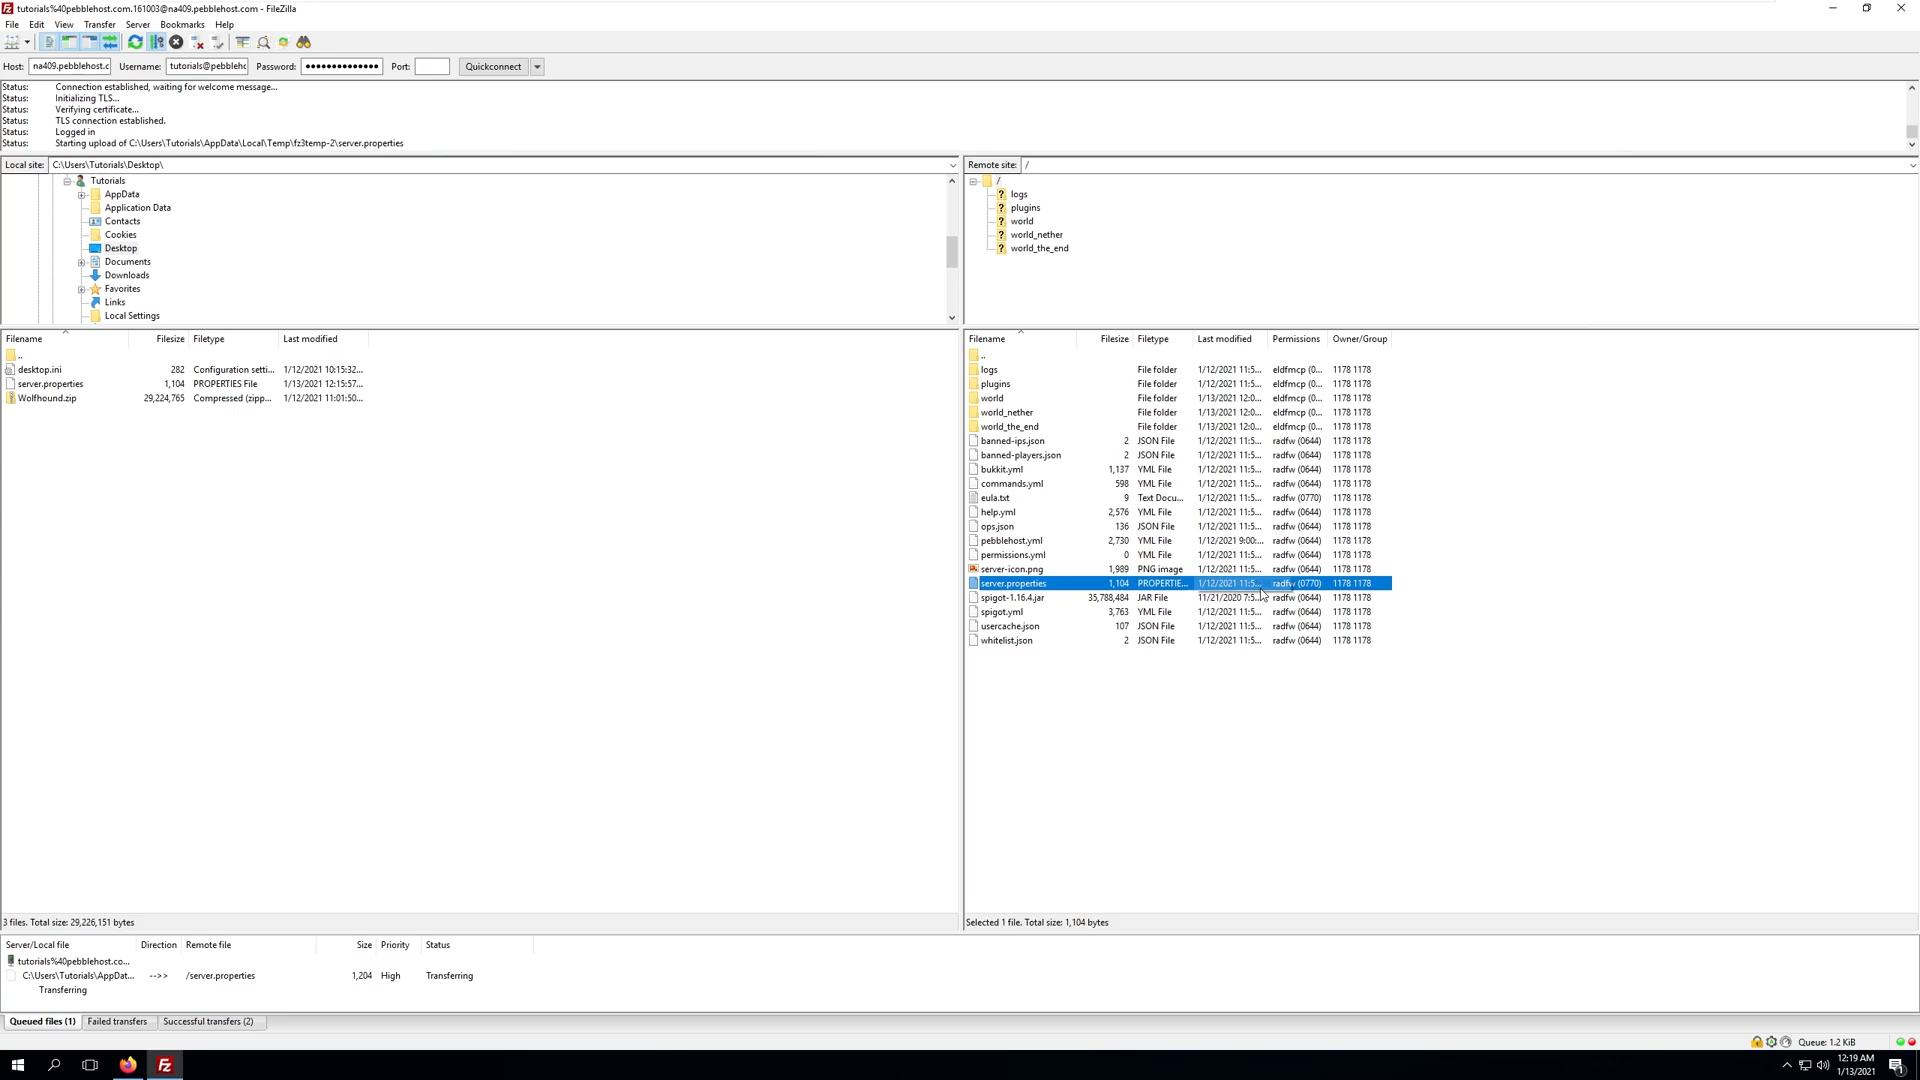 tutorials%40pebblehost.com.161003@na409.pebblehost.com - FileZilla
File Edit View Transfer Server Bookmarks Help
Host: na409.pebblehost.c Username: tutorials@pebbleh Password: ●●●●●●●●●●●●●● Port: Quickconnect
Status: Connection established, waiting for welcome message...
Status: Initializing TLS...
Status: Verifying certificate...
Status: TLS connection established.
Status: Logged in
Status: Starting upload of C:\Users\Tutorials\AppData\Local\Temp\fz3temp-2\server.properties
Local site: C:\Users\Tutorials\Desktop\
Tutorials
AppData
Application Data
Contacts
Cookies
Desktop
Documents
Downloads
Favorites
Links
Local Settings
Remote site: /
/
logs
plugins
world
world_nether
world_the_end
Filename Filesize Filetype Last modified
..
desktop.ini 282 Configuration setti... 1/12/2021 10:15:32...
server.properties 1,104 PROPERTIES File 1/13/2021 12:15:57...
Wolfhound.zip 29,224,765 Compressed (zipp... 1/12/2021 11:01:50...
3 files. Total size: 29,226,151 bytes
Filename Filesize Filetype Last modified Permissions Owner/Group
..
logs File folder 1/12/2021 11:5... eldfmcp (0... 1178 1178
plugins File folder 1/12/2021 11:5... eldfmcp (0... 1178 1178
world File folder 1/13/2021 12:0... eldfmcp (0... 1178 1178
world_nether File folder 1/13/2021 12:0... eldfmcp (0... 1178 1178
world_the_end File folder 1/13/2021 12:0... eldfmcp (0... 1178 1178
banned-ips.json 2 JSON File 1/12/2021 11:5... radfw (0644) 1178 1178
banned-players.json 2 JSON File 1/12/2021 11:5... radfw (0644) 1178 1178
bukkit.yml 1,137 YML File 1/12/2021 11:5... radfw (0644) 1178 1178
commands.yml 598 YML File 1/12/2021 11:5... radfw (0644) 1178 1178
eula.txt 9 Text Docu... 1/12/2021 11:5... radfw (0770) 1178 1178
help.yml 2,576 YML File 1/12/2021 11:5... radfw (0644) 1178 1178
ops.json 136 JSON File 1/12/2021 11:5... radfw (0644) 1178 1178
pebblehost.yml 2,730 YML File 1/12/2021 9:00:... radfw (0644) 1178 1178
permissions.yml 0 YML File 1/12/2021 11:5... radfw (0644) 1178 1178
server-icon.png 1,989 PNG image 1/12/2021 11:5... radfw (0644) 1178 1178
server.properties 1,104 PROPERTIE... 1/12/2021 11:5... radfw (0770) 1178 1178
spigot-1.16.4.jar 35,788,484 JAR File 11/21/2020 7:5... radfw (0644) 1178 1178
spigot.yml 3,763 YML File 1/12/2021 11:5... radfw (0644) 1178 1178
usercache.json 107 JSON File 1/12/2021 11:5... radfw (0644) 1178 1178
whitelist.json 2 JSON File 1/12/2021 11:5... radfw (0644) 1178 1178
Selected 1 file. Total size: 1,104 bytes
Server/Local file Direction Remote file Size Priority Status
tutorials%40pebblehost.co...
C:\Users\Tutorials\AppDat... -->> /server.properties 1,204 High Transferring
Transferring
Queued files (1) Failed transfers Successful transfers (2)
Queue: 1.2 KiB
12:19 AM
1/13/2021